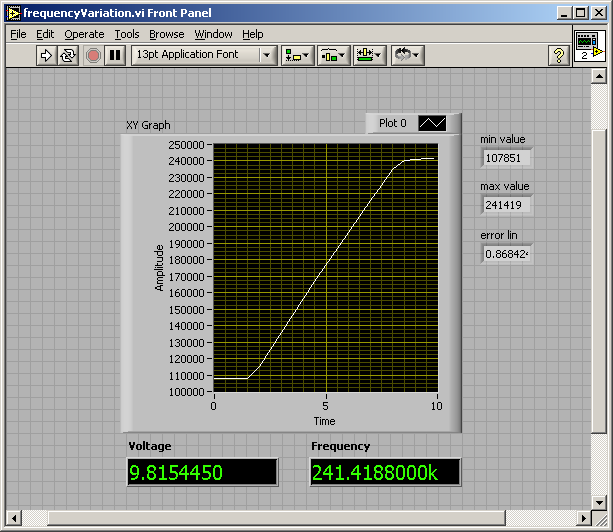 frequencyVariation.vi Front Panel
File Edit Operate Tools Browse Window Help
13pt Application Font
?
2
XY Graph
Plot 0
250000
240000
230000
220000
210000
200000
190000
180000
170000
160000
150000
140000
130000
120000
110000
100000
Amplitude
0 5 10
Time
min value
107851
max value
241419
error lin
0.86842
Voltage
9.8154450
Frequency
241.4188000k